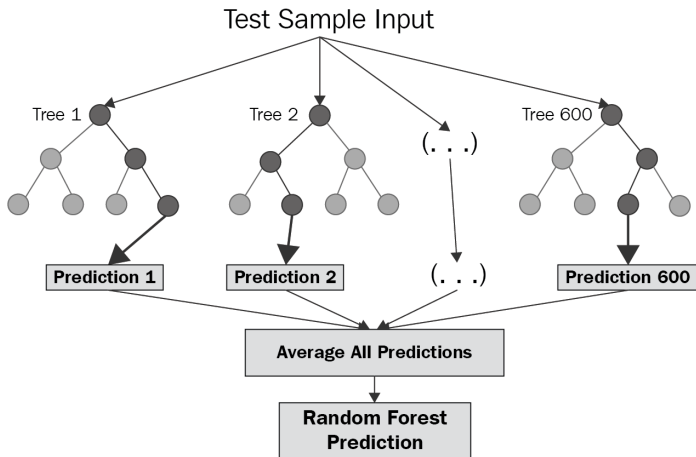 Test Sample Input
Tree 1
Tree 2
(. . .)
Tree 600
Prediction 1
Prediction 2
(. . .)
Prediction 600
Average All Predictions
Random Forest
Prediction